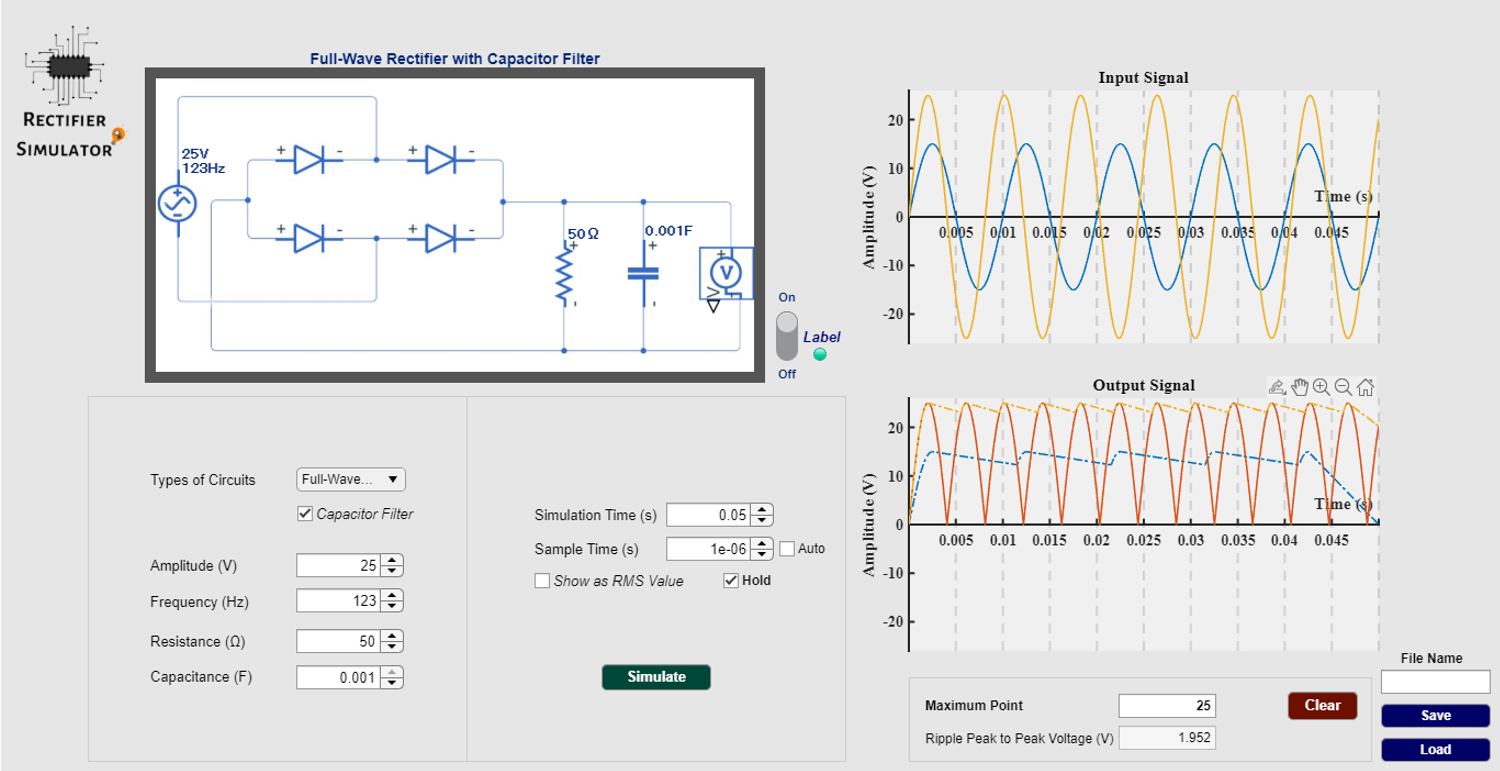 RECTIFIER
SIMULATOR
Full-Wave Rectifier with Capacitor Filter
25V
123Hz
+ - + -
+ - + -
50Ω
0.001F
+
-
+
-
+
V
V
On
Label
Off
Types of Circuits
Full-Wave...
Capacitor Filter
Amplitude (V)
25
Frequency (Hz)
123
Resistance (Ω)
50
Capacitance (F)
0.001
Simulation Time (s)
0.05
Sample Time (s)
1e-06
Auto
Show as RMS Value
Hold
Simulate
Input Signal
Amplitude (V)
20
10
0
-10
-20
Time (s)
0.005 0.01 0.015 0.02 0.025 0.03 0.035 0.04 0.045
Output Signal
Amplitude (V)
20
10
0
-10
-20
Time (s)
0.005 0.01 0.015 0.02 0.025 0.03 0.035 0.04 0.045
Maximum Point
25
Clear
Ripple Peak to Peak Voltage (V)
1.952
File Name
Save
Load